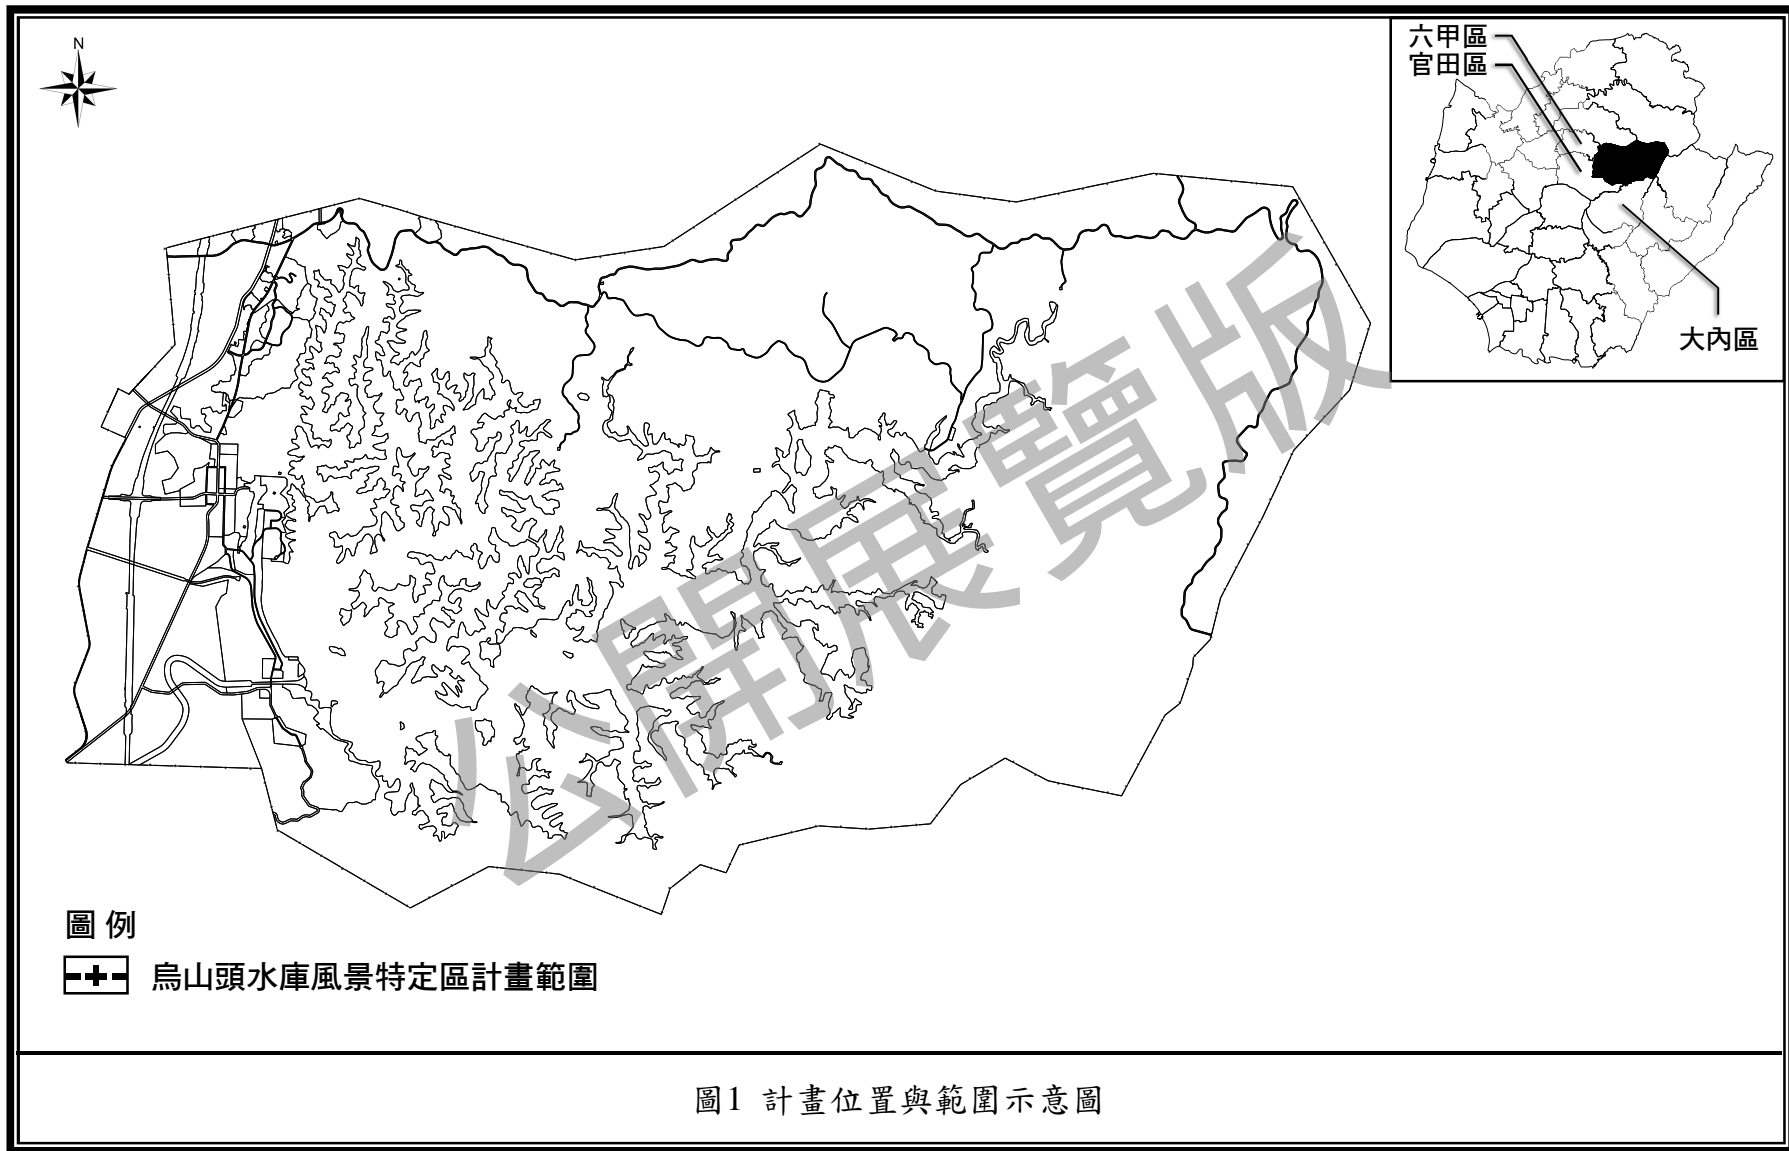 N
六甲區
官田區
大內區
公開展覽版
圖 例
烏山頭水庫風景特定區計畫範圍
圖1 計畫位置與範圍示意圖